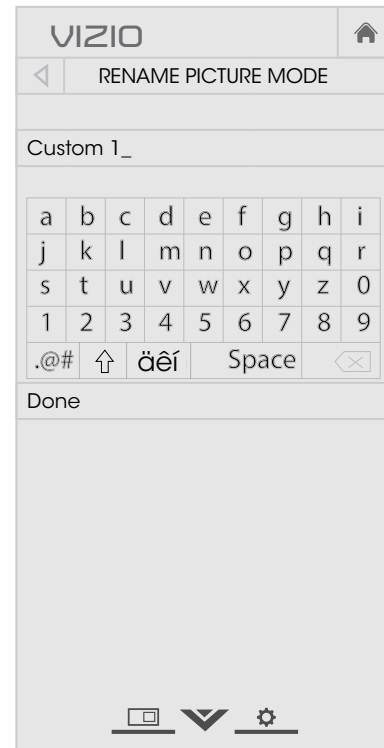 VIZIO
RENAME PICTURE MODE
Custom 1_
a b c d e f g h i
j k l m n o p q r
s t u v w x y z 0
1 2 3 4 5 6 7 8 9
.@# äêí Space
Done